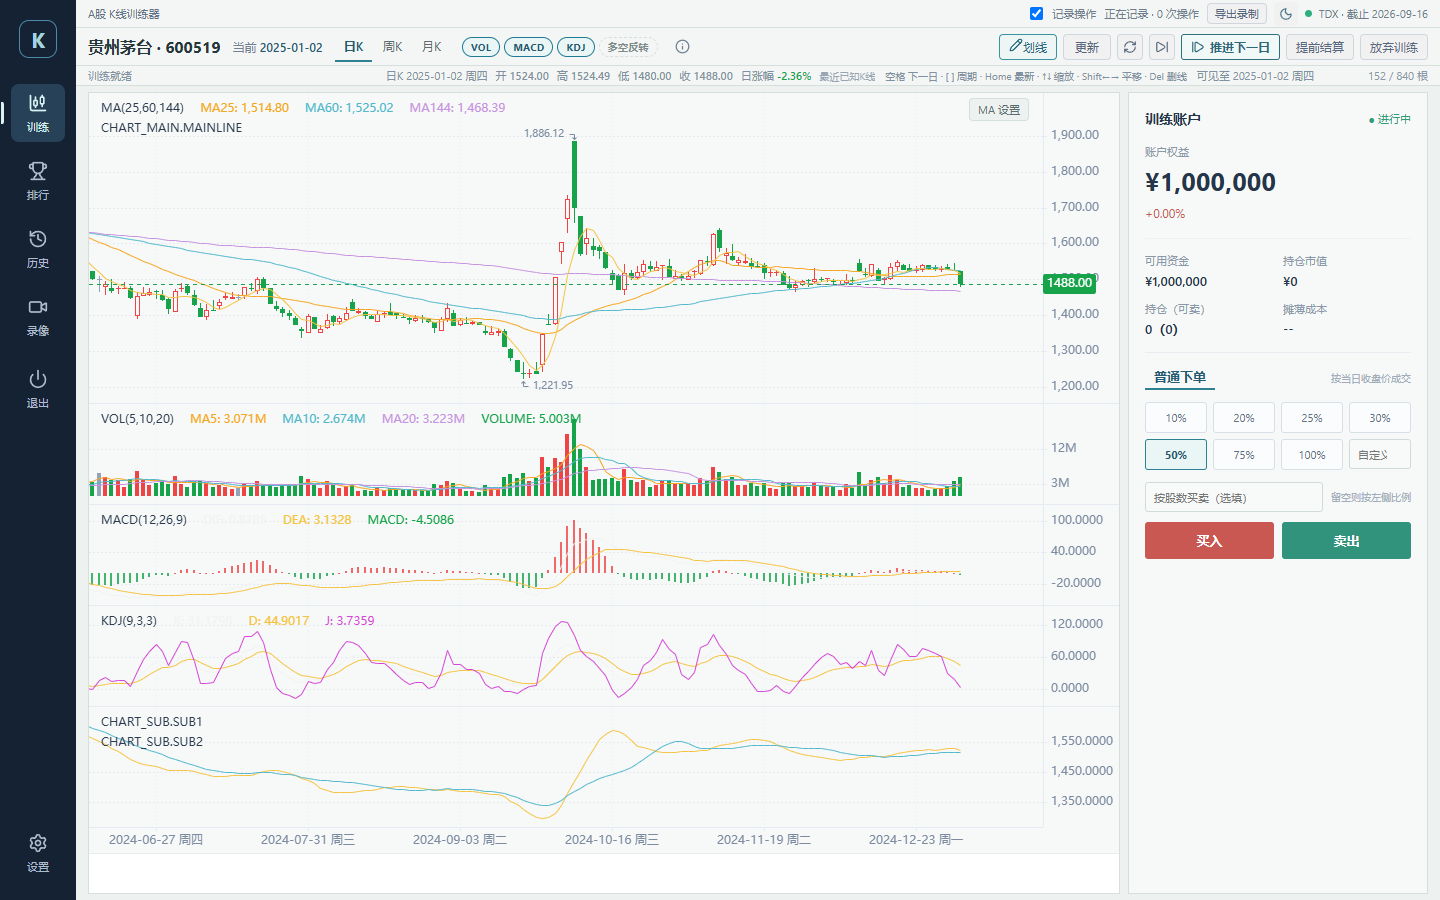 A股 K线训练器
记录操作 正在记录 · 0 次操作 导出录制 TDX · 截止 2026-09-16
K
训练
排行
历史
录像
退出
设置
贵州茅台 · 600519 当前 2025-01-02 日K 周K 月K VOL MACD KDJ 多空反转
划线 更新 推进下一日 提前结算 放弃训练
训练就绪 日K 2025-01-02 周四 开 1524.00 高 1524.49 低 1480.00 收 1488.00 日涨幅 -2.36% 最近已知K线 空格 下一日 · [ ] 周期 · Home 最新 · ↑↓ 缩放 · Shift←→ 平移 · Del 删线 可见至 2025-01-02 周四 152 / 840 根
MA(25,60,144) MA25: 1,514.80 MA60: 1,525.02 MA144: 1,468.39
MA 设置
CHART_MAIN.MAINLINE
1,886.12
1,221.95
1,900.00
1,800.00
1,700.00
1,600.00
1488.00
1,400.00
1,300.00
1,200.00
VOL(5,10,20) MA5: 3.071M MA10: 2.674M MA20: 3.223M VOLUME: 5.003M
12M
3M
MACD(12,26,9) DEA: 3.1328 MACD: -4.5086
100.0000
40.0000
-20.0000
KDJ(9,3,3) D: 44.9017 J: 3.7359
120.0000
60.0000
0.0000
CHART_SUB.SUB1
CHART_SUB.SUB2
1,550.0000
1,450.0000
1,350.0000
2024-06-27 周四 2024-07-31 周三 2024-09-03 周二 2024-10-16 周三 2024-11-19 周二 2024-12-23 周一
训练账户 进行中
账户权益
¥1,000,000
+0.00%
可用资金 持仓市值
¥1,000,000 ¥0
持仓（可卖） 摊薄成本
0（0） --
普通下单 按当日收盘价成交
10% 20% 25% 30%
50% 75% 100% 自定义
按股数买卖（选填） 留空则按左侧比例
买入 卖出